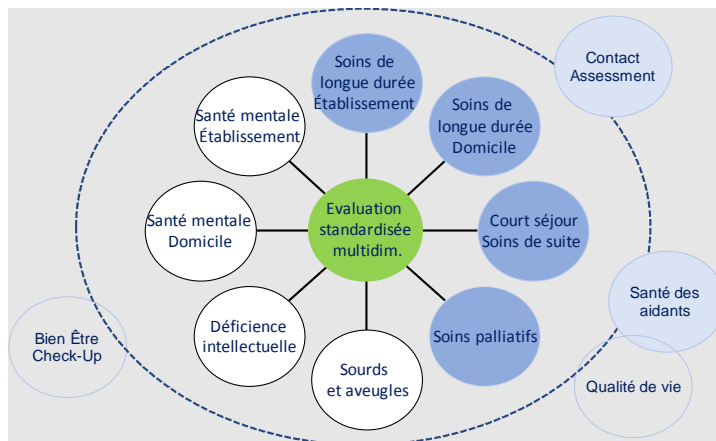 Contact
Assessment
Soins de
longue durée
Établissement
Soins de
longue durée
Domicile
Santé mentale
Établissement
Evaluation
standardisée
multidim.
Court séjour
Soins de suite
Santé mentale
Domicile
Santé des
aidants
Bien Être
Check-Up
Déficience
intellectuelle
Soins palliatifs
Sourds
et aveugles
Qualité de vie